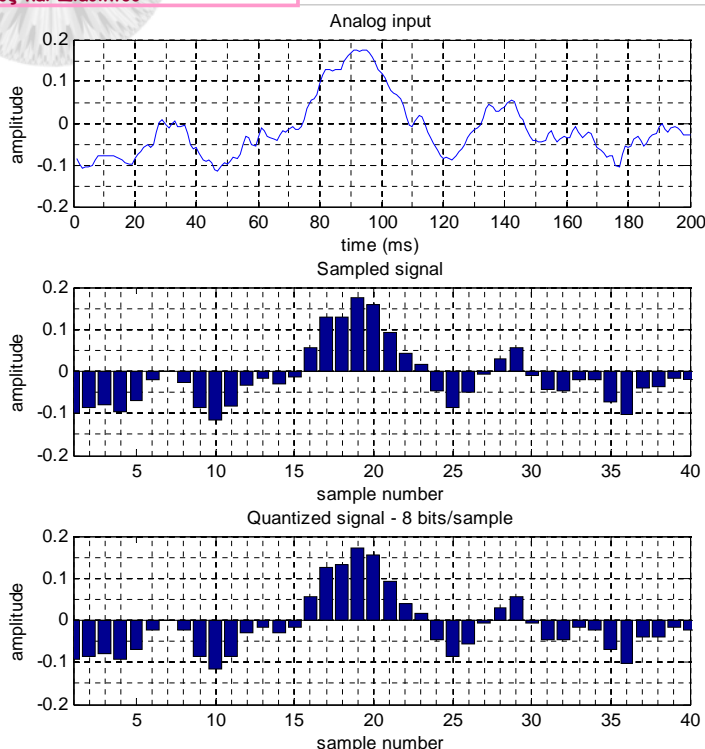 και
Analog input
0.2
0.1
0
-0.1
-0.2
amplitude
0 20 40 60 80 100 120 140 160 180 200
time (ms)
Sampled signal
0.2
0.1
0
-0.1
-0.2
amplitude
5 10 15 20 25 30 35 40
sample number
Quantized signal - 8 bits/sample
0.2
0.1
0
-0.1
-0.2
amplitude
5 10 15 20 25 30 35 40
sample number